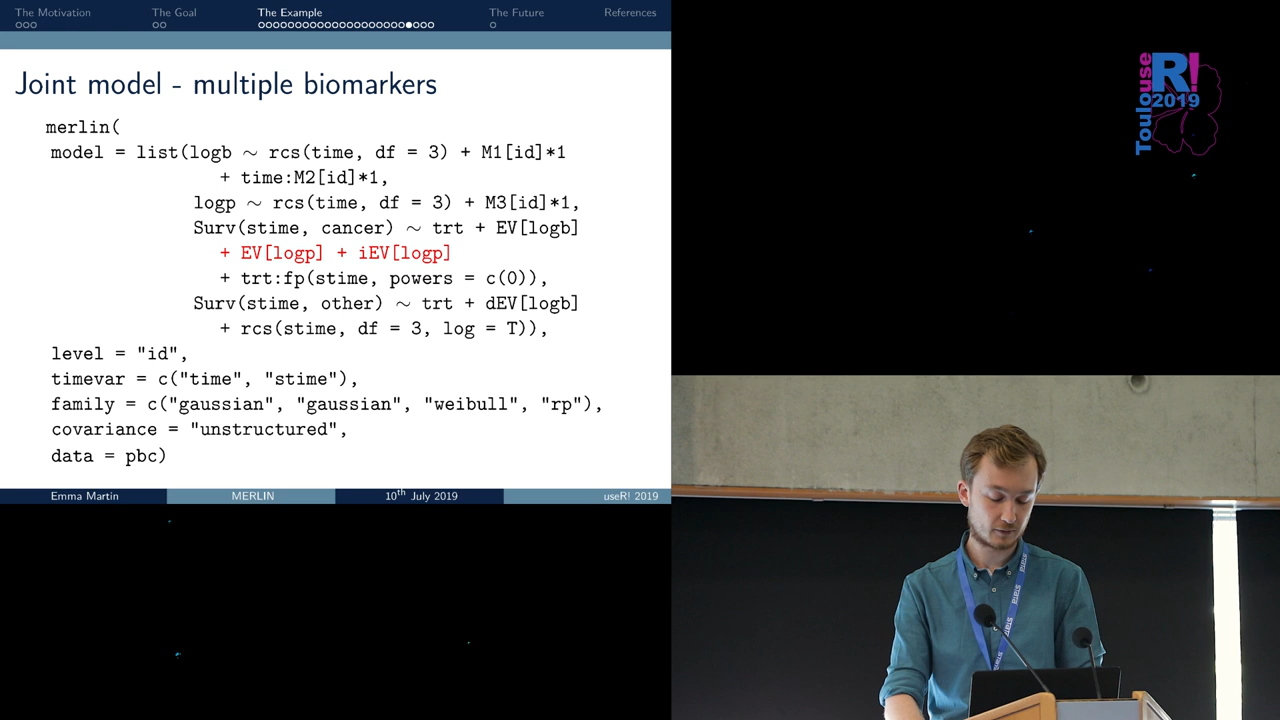 The Motivation The Goal The Example The Future References
Joint model - multiple biomarkers
merlin(
model = list(logb ∼ rcs(time, df = 3) + M1[id]*1
+ time:M2[id]*1,
logp ∼ rcs(time, df = 3) + M3[id]*1,
Surv(stime, cancer) ∼ trt + EV[logb]
+ EV[logp] + iEV[logp]
+ trt:fp(stime, powers = c(0)),
Surv(stime, other) ∼ trt + dEV[logb]
+ rcs(stime, df = 3, log = T)),
level = "id",
timevar = c("time", "stime"),
family = c("gaussian", "gaussian", "weibull", "rp"),
covariance = "unstructured",
data = pbc)
Emma Martin MERLIN 10th July 2019 useR! 2019
Toulouse
R!
2019